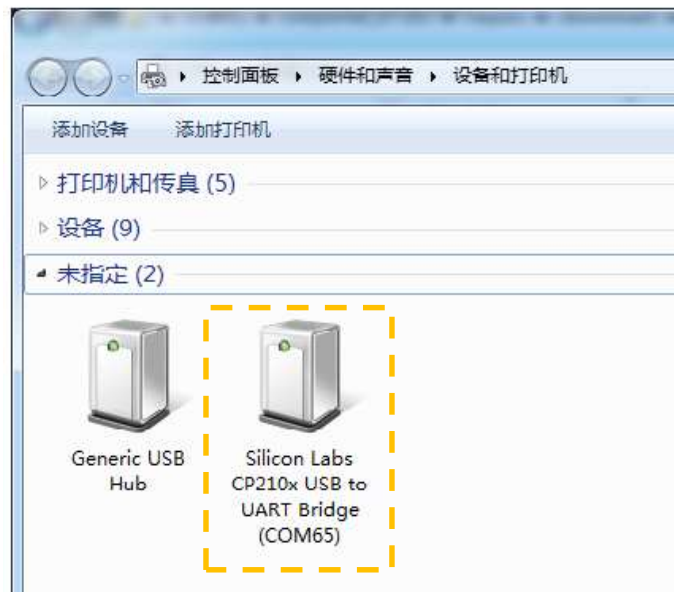 控制面板 ▸ 硬件和声音 ▸ 设备和打印机
添加设备 添加打印机
打印机和传真 (5)
设备 (9)
未指定 (2)
Generic USB
Hub
Silicon Labs
CP210x USB to
UART Bridge
(COM65)